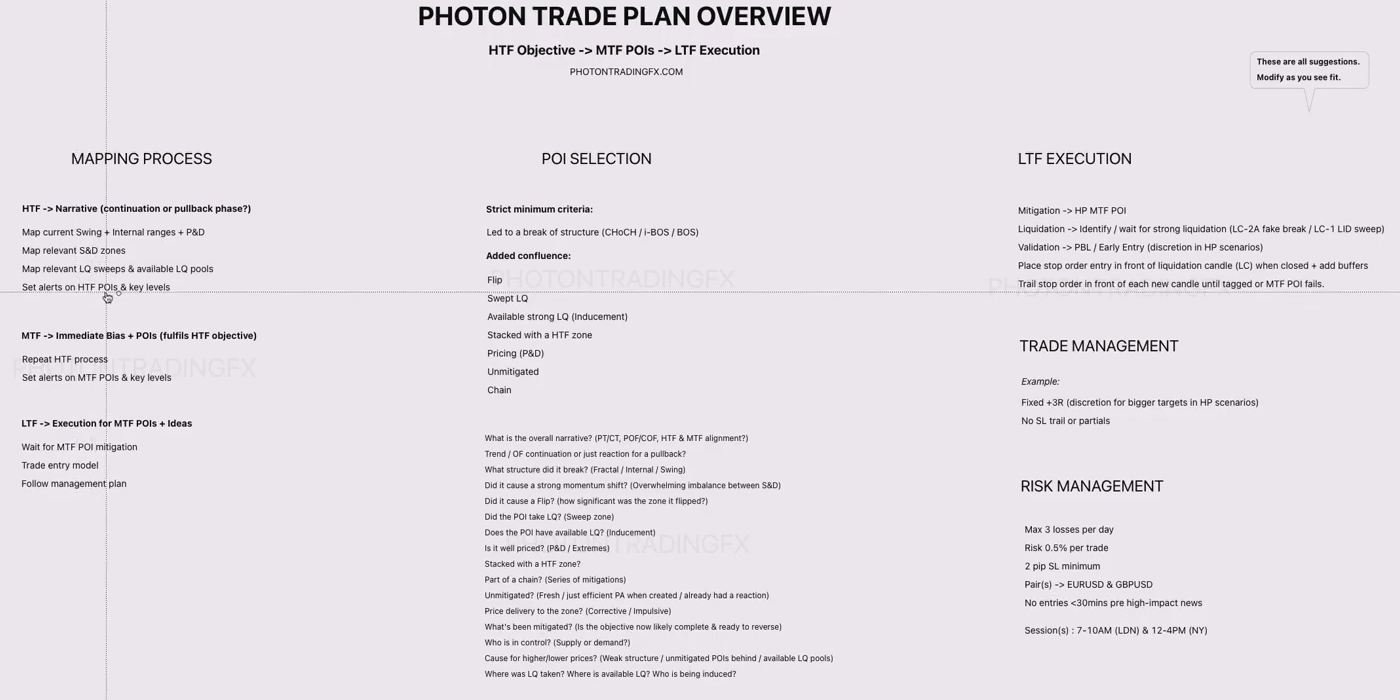 PHOTON TRADE PLAN OVERVIEW
HTF Objective -> MTF POIs -> LTF Execution
PHOTONTRADINGFX.COM
These are all suggestions.
Modify as you see fit.
MAPPING PROCESS
HTF -> Narrative (continuation or pullback phase?)
Map current Swing + Internal ranges + P&D
Map relevant S&D zones
Map relevant LQ sweeps & available LQ pools
Set alerts on HTF POIs & key levels
MTF -> Immediate Bias + POIs (fulfils HTF objective)
Repeat HTF process
Set alerts on MTF POIs & key levels
PHOTONTRADINGFX
LTF -> Execution for MTF POIs + Ideas
Wait for MTF POI mitigation
Trade entry model
Follow management plan
POI SELECTION
Strict minimum criteria:
Led to a break of structure (CHoCH / i-BOS / BOS)
Added confluence:
PHOTONTRADINGFX
Flip
Swept LQ
Available strong LQ (Inducement)
Stacked with a HTF zone
Pricing (P&D)
Unmitigated
Chain
What is the overall narrative? (PT/CT, POF/COF, HTF & MTF alignment?)
Trend / OF continuation or just reaction for a pullback?
What structure did it break? (Fractal / Internal / Swing)
Did it cause a strong momentum shift? (Overwhelming imbalance between S&D)
Did it cause a Flip? (how significant was the zone it flipped?)
Did the POI take LQ? (Sweep zone)
Does the POI have available LQ? (Inducement)
PHOTONTRADINGFX
Is it well priced? (P&D / Extremes)
Stacked with a HTF zone?
Part of a chain? (Series of mitigations)
Unmitigated? (Fresh / just efficient PA when created / already had a reaction)
Price delivery to the zone? (Corrective / Impulsive)
What's been mitigated? (Is the objective now likely complete & ready to reverse)
Who is in control? (Supply or demand?)
Cause for higher/lower prices? (Weak structure / unmitigated POIs behind / available LQ pools)
Where was LQ taken? Where is available LQ? Who is being induced?
LTF EXECUTION
Mitigation -> HP MTF POI
Liquidation -> Identify / wait for strong liquidation (LC-2A fake break / LC-1 LID sweep)
Validation -> PBL / Early Entry (discretion in HP scenarios)
Place stop order entry in front of liquidation candle (LC) when closed + add buffers
Trail stop order in front of each new candle until tagged or MTF POI fails.
PHOTONTRADINGFX
TRADE MANAGEMENT
Example:
Fixed +3R (discretion for bigger targets in HP scenarios)
No SL trail or partials
RISK MANAGEMENT
Max 3 losses per day
Risk 0.5% per trade
2 pip SL minimum
Pair(s) -> EURUSD & GBPUSD
No entries <30mins pre high-impact news
Session(s) : 7-10AM (LDN) & 12-4PM (NY)